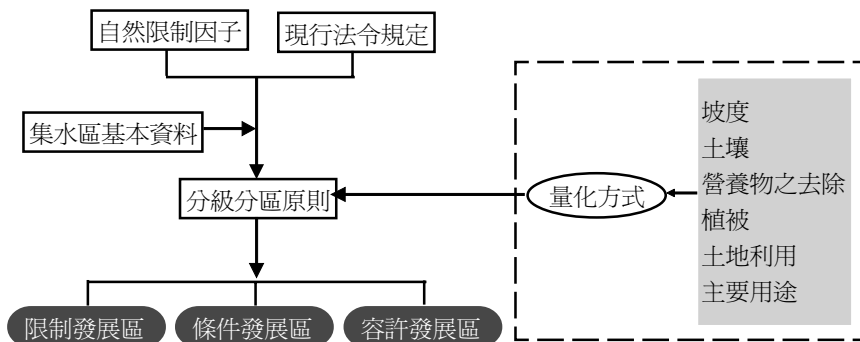 自然限制因子
現行法令規定
集水區基本資料
分級分區原則
量化方式
坡度
土壤
營養物之去除
植被
土地利用
主要用途
限制發展區
條件發展區
容許發展區